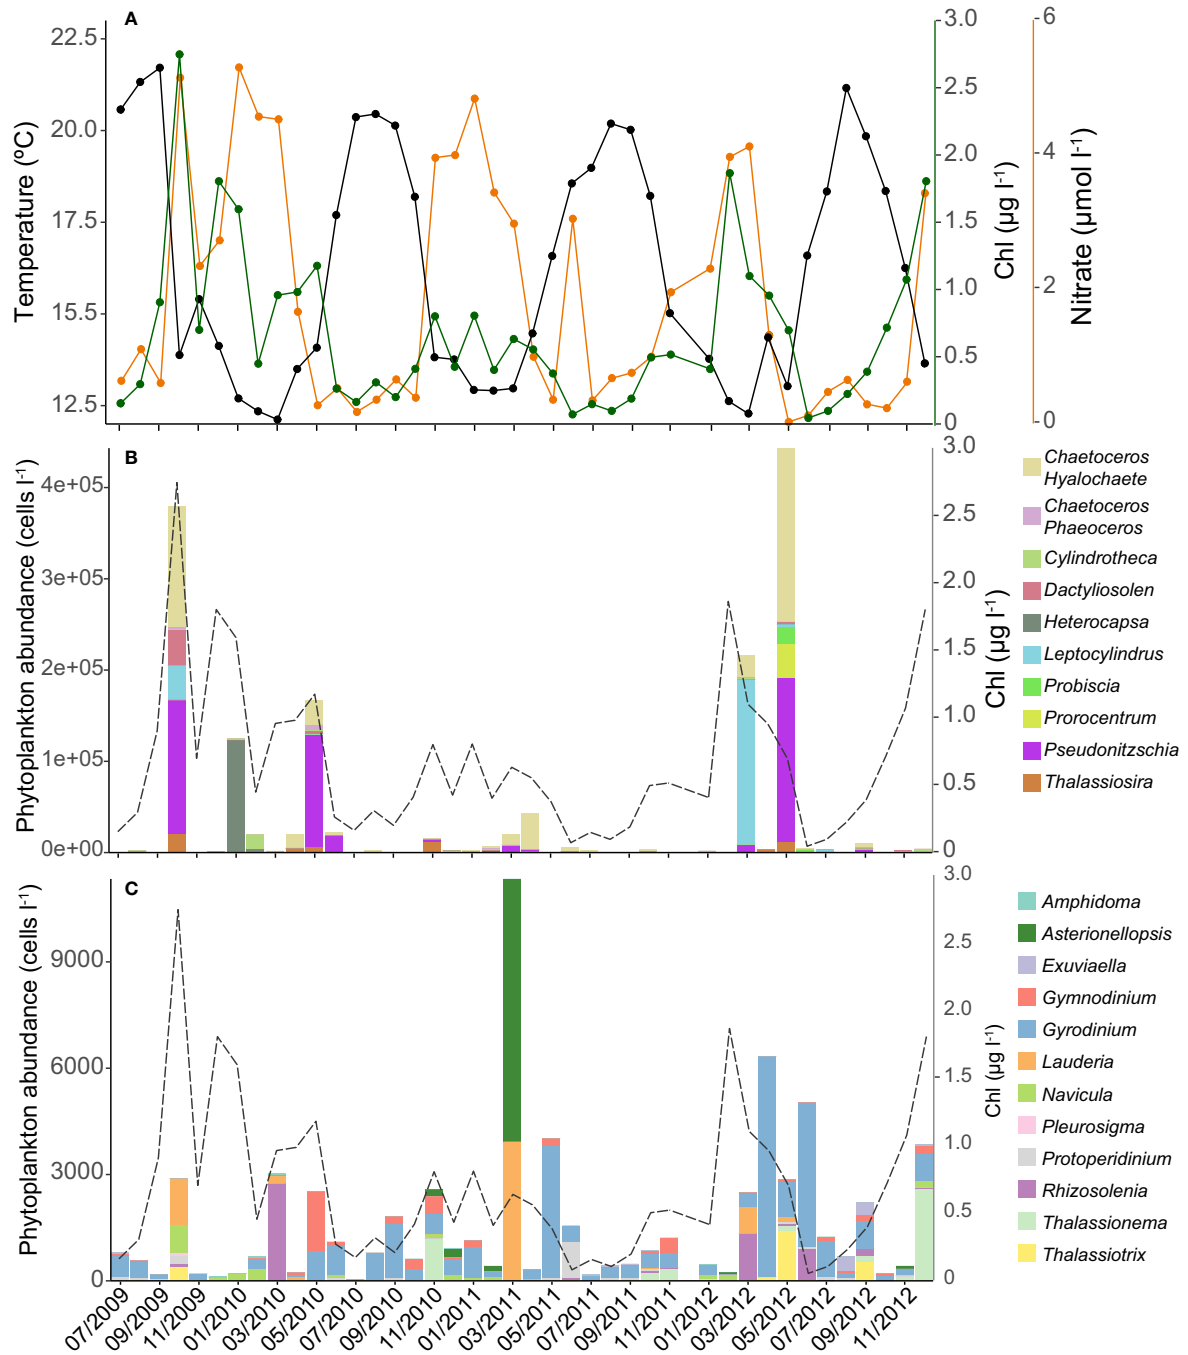 A
22.5
20.0
17.5
15.5
12.5
Temperature (ºC)
3.0
2.5
2.0
1.5
1.0
0.5
0
Chl (µg l-1)
6
4
2
0
Nitrate (µmol l-1)
B
4e+05
3e+05
2e+05
1e+05
0e+00
Phytoplankton abundance (cells l-1)
3.0
2.5
2.0
1.5
1.0
0.5
0
Chl (µg l-1)
Chaetoceros
Hyalochaete
Chaetoceros
Phaeoceros
Cylindrotheca
Dactyliosolen
Heterocapsa
Leptocylindrus
Probiscia
Prorocentrum
Pseudonitzschia
Thalassiosira
C
9000
6000
3000
0
Phytoplankton abundance (cells l-1)
3.0
2.5
2.0
1.5
1.0
0.5
0
Chl (µg l-1)
Amphidoma
Asterionellopsis
Exuviaella
Gymnodinium
Gyrodinium
Lauderia
Navicula
Pleurosigma
Protoperidinium
Rhizosolenia
Thalassionema
Thalassiotrix
07/2009
09/2009
11/2009
01/2010
03/2010
05/2010
07/2010
09/2010
11/2010
01/2011
03/2011
05/2011
07/2011
09/2011
11/2011
01/2012
03/2012
05/2012
07/2012
09/2012
11/2012